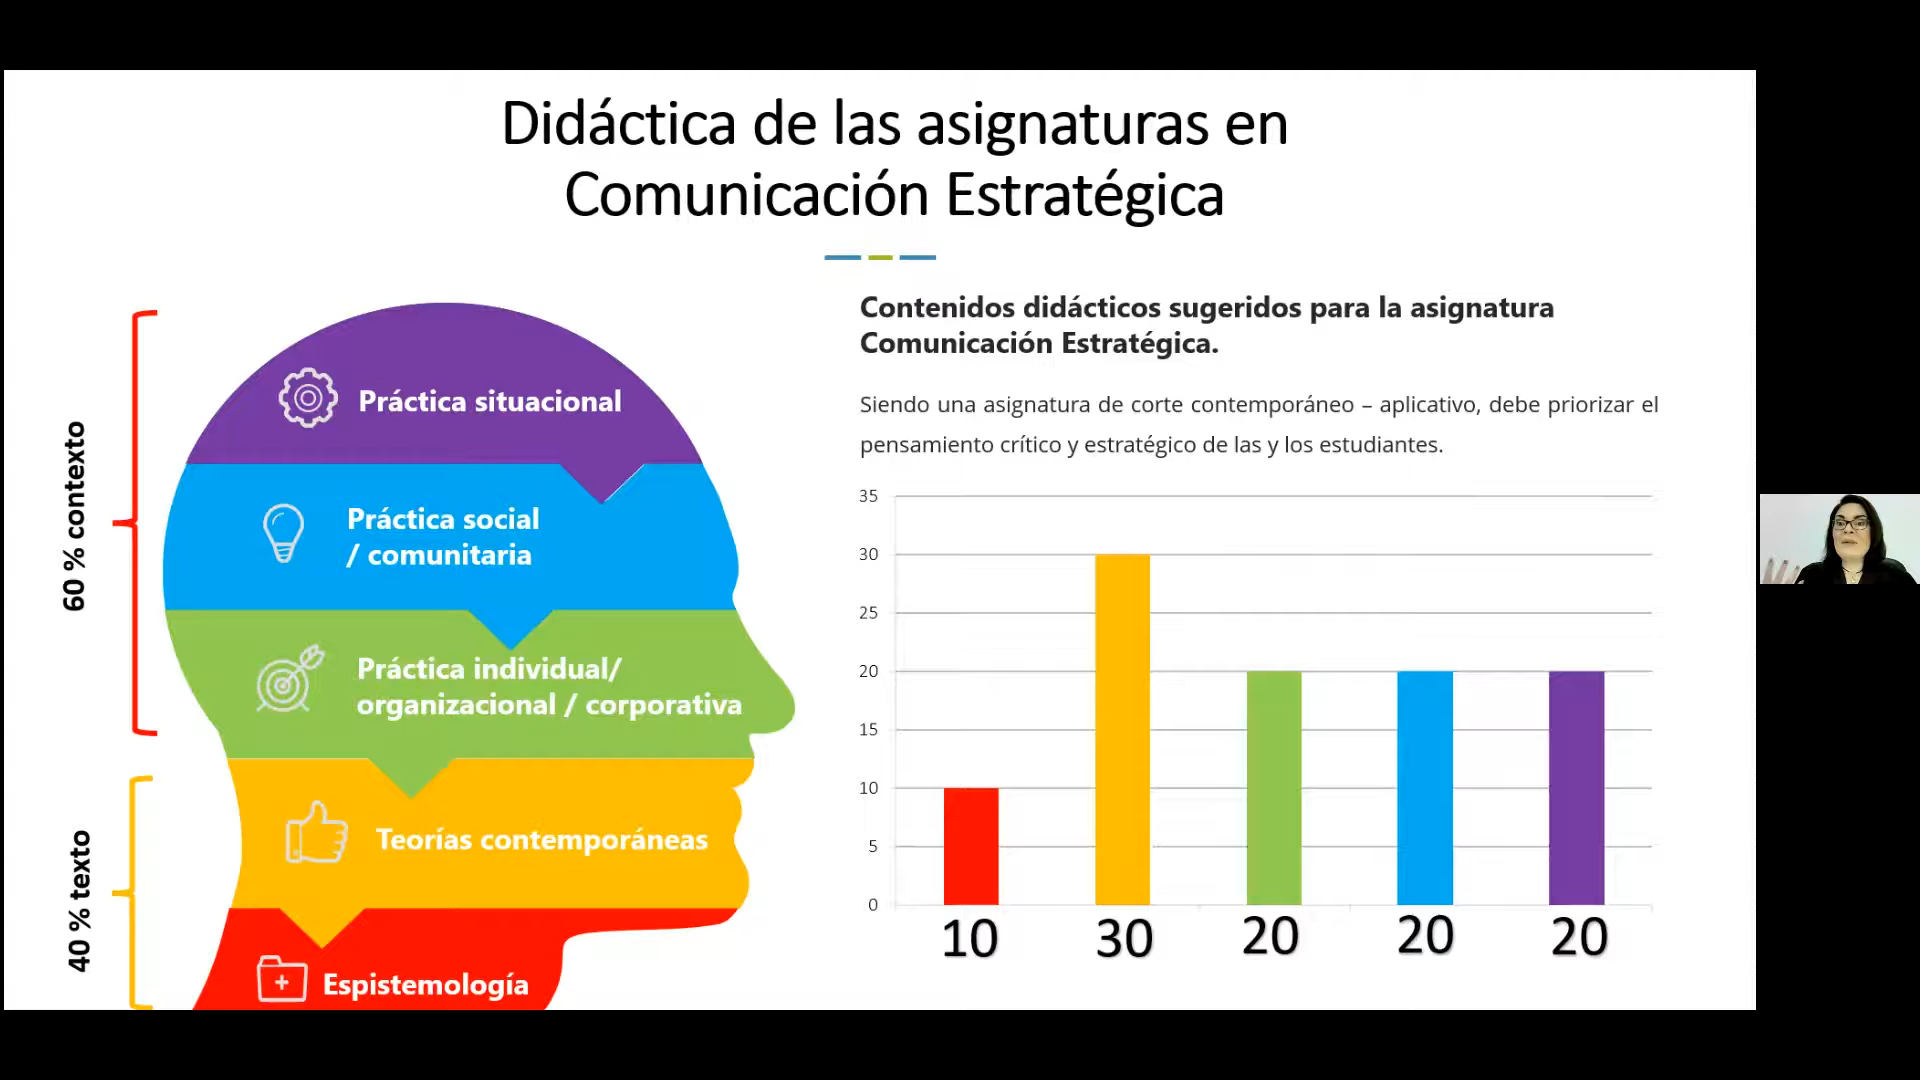 Didáctica de las asignaturas en
Comunicación Estratégica
60 % contexto
Práctica situacional
Práctica social
/ comunitaria
Práctica individual/
organizacional / corporativa
40 % texto
Teorías contemporáneas
Espistemología
Contenidos didácticos sugeridos para la asignatura
Comunicación Estratégica.
Siendo una asignatura de corte contemporáneo – aplicativo, debe priorizar el
pensamiento crítico y estratégico de las y los estudiantes.
35
30
25
20
15
10
5
0
10 30 20 20 20